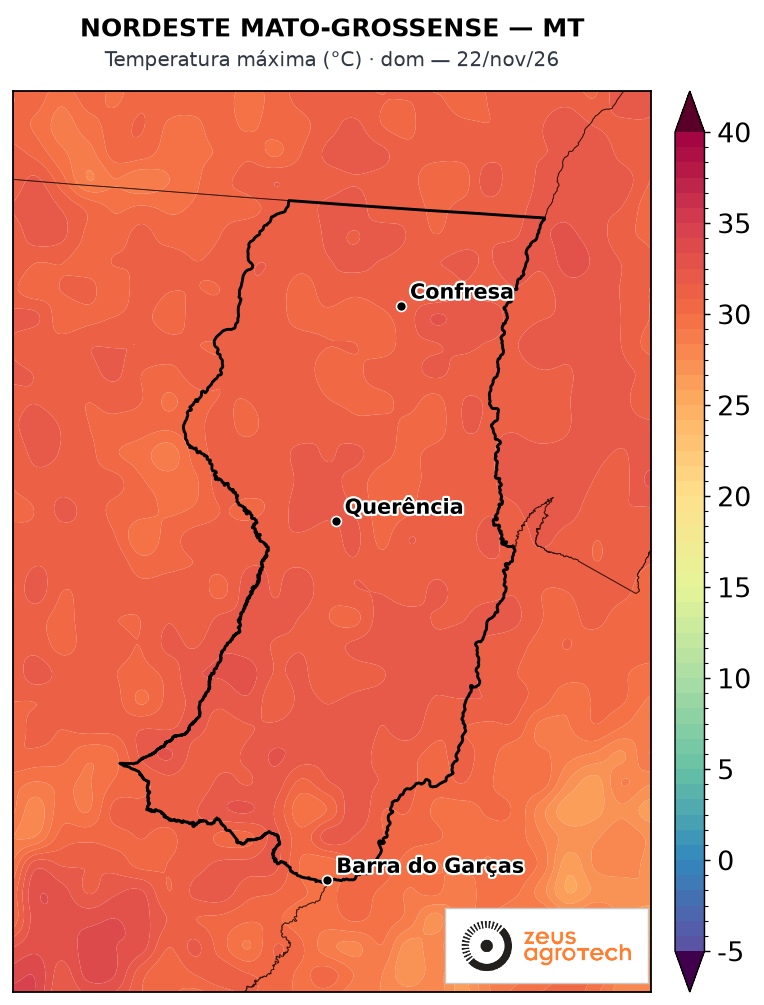 NORDESTE MATO-GROSSENSE — MT
Temperatura máxima (°C) · dom — 22/nov/26
Confresa
Querência
Barra do Garças
40
35
30
25
20
15
10
5
0
-5
zeus
agrotech